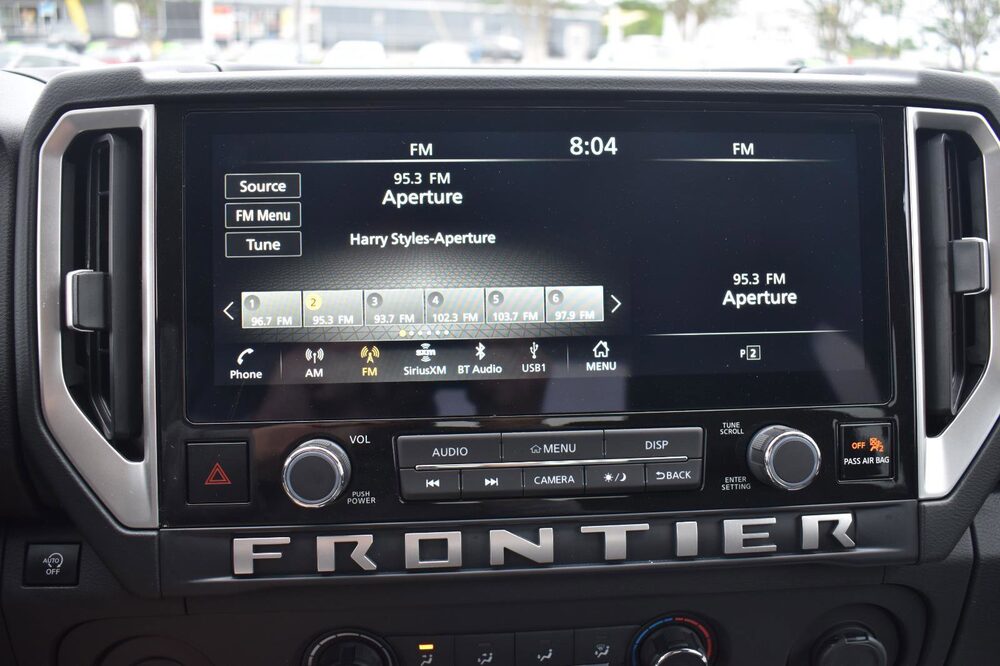 FM 8:04 FM
Source
FM Menu
Tune
95.3 FM
Aperture
Harry Styles-Aperture
95.3 FM
Aperture
1 2 3 4 5 6
96.7 FM 95.3 FM 93.7 FM 102.3 FM 103.7 FM 97.9 FM
P 2
SXM
Phone AM FM SiriusXM BT Audio USB1 MENU
VOL
PUSH
POWER
AUDIO MENU DISP
CAMERA BACK
TUNE
SCROLL
ENTER
SETTING
OFF 2
PASS AIR BAG
FRONTIER
AUTO
OFF